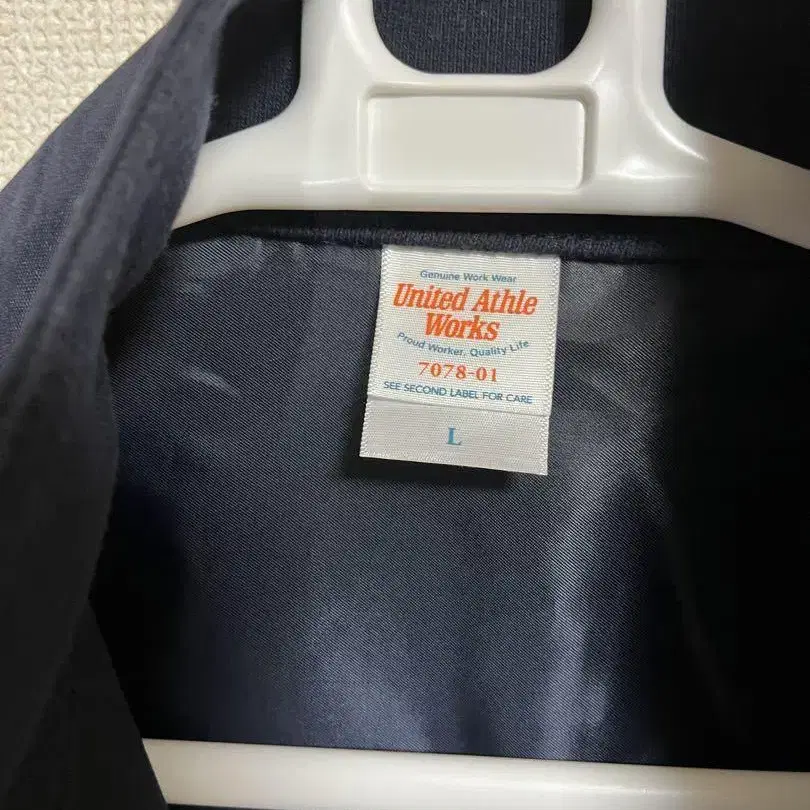 Genuine Work Wear
United Athle
Works
Proud Worker, Quality Life
7078-01
SEE SECOND LABEL FOR CARE
L